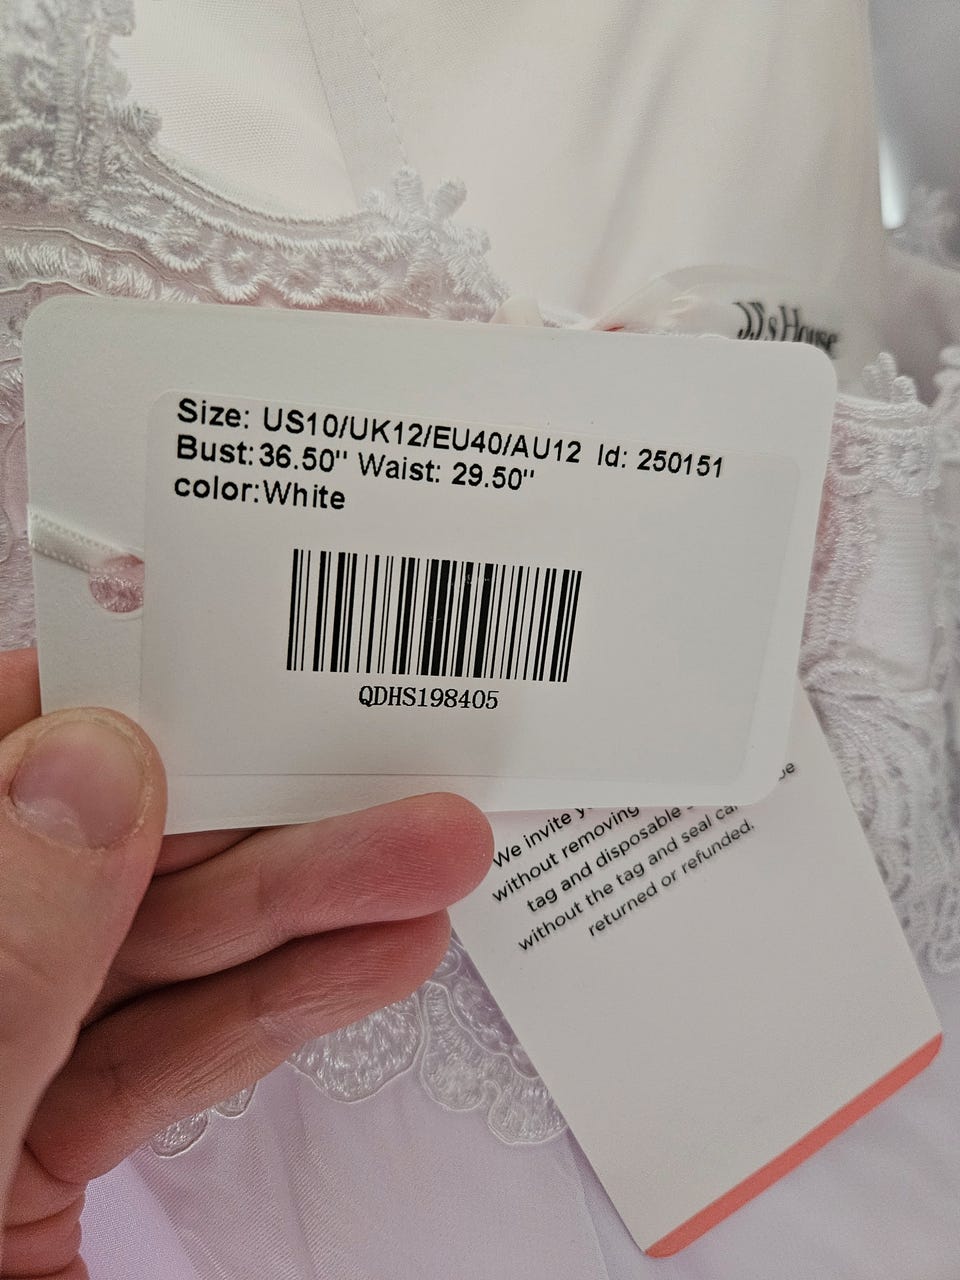 JJ's House
Size: US10/UK12/EU40/AU12 Id: 250151
Bust:36.50'' Waist: 29.50''
color:White
QDHS198405
We invite
without removing
tag and disposable
without the tag and seal
returned or refunded.